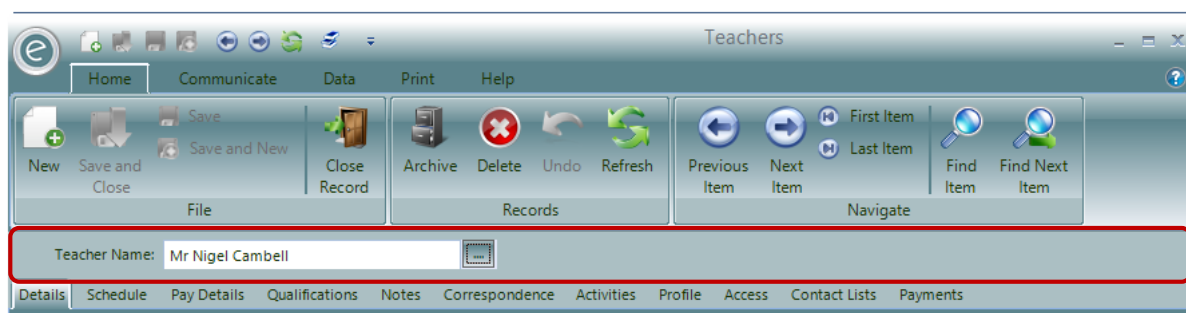 e
Teachers
Home Communicate Data Print Help
New
Save and Close
Save
Save and New
Close Record
Archive
Delete
Undo
Refresh
Previous Item
Next Item
First Item
Last Item
Find Item
Find Next Item
File Records Navigate
Teacher Name: Mr Nigel Cambell ...
Details Schedule Pay Details Qualifications Notes Correspondence Activities Profile Access Contact Lists Payments